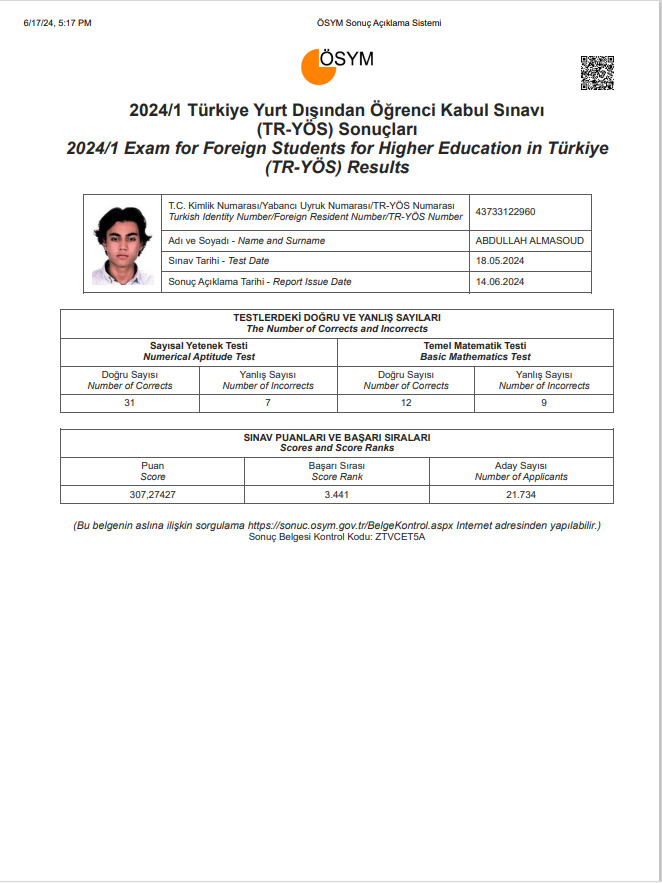 6/17/24, 5:17 PM
ÖSYM Sonuç Açıklama Sistemi
ÖSYM
2024/1 Türkiye Yurt Dışından Öğrenci Kabul Sınavı
(TR-YÖS) Sonuçları
2024/1 Exam for Foreign Students for Higher Education in Türkiye
(TR-YÖS) Results
T.C. Kimlik Numarası/Yabancı Uyruk Numarası/TR-YÖS Numarası
Turkish Identity Number/Foreign Resident Number/TR-YÖS Number
43733122960
Adı ve Soyadı - Name and Surname
ABDULLAH ALMASOUD
Sınav Tarihi - Test Date
18.05.2024
Sonuç Açıklama Tarihi - Report Issue Date
14.06.2024
TESTLERDEKİ DOĞRU VE YANLIŞ SAYILARI
The Number of Corrects and Incorrects
Sayısal Yetenek Testi
Numerical Aptitude Test
Temel Matematik Testi
Basic Mathematics Test
Doğru Sayısı
Number of Corrects
Yanlış Sayısı
Number of Incorrects
Doğru Sayısı
Number of Corrects
Yanlış Sayısı
Number of Incorrects
31
7
12
9
SINAV PUANLARI VE BAŞARI SIRALARI
Scores and Score Ranks
Puan
Score
Başarı Sırası
Score Rank
Aday Sayısı
Number of Applicants
307,27427
3.441
21.734
(Bu belgenin aslına ilişkin sorgulama https://sonuc.osym.gov.tr/BelgeKontrol.aspx Internet adresinden yapılabilir.)
Sonuç Belgesi Kontrol Kodu: ZTVCET5A